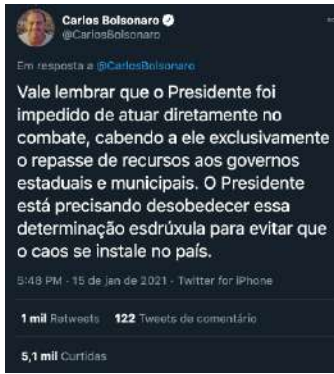 Carlos Bolsonaro
@CarlosBolsonaro
Em resposta a @CarlosBolsonaro
Vale lembrar que o Presidente foi
impedido de atuar diretamente no
combate, cabendo a ele exclusivamente
o repasse de recursos aos governos
estaduais e municipais. O Presidente
está precisando desobedecer essa
determinação esdrúxula para evitar que
o caos se instale no país.
5:48 PM · 15 de jan de 2021 · Twitter for iPhone
1 mil Retweets 122 Tweets de comentário
5,1 mil Curtidas